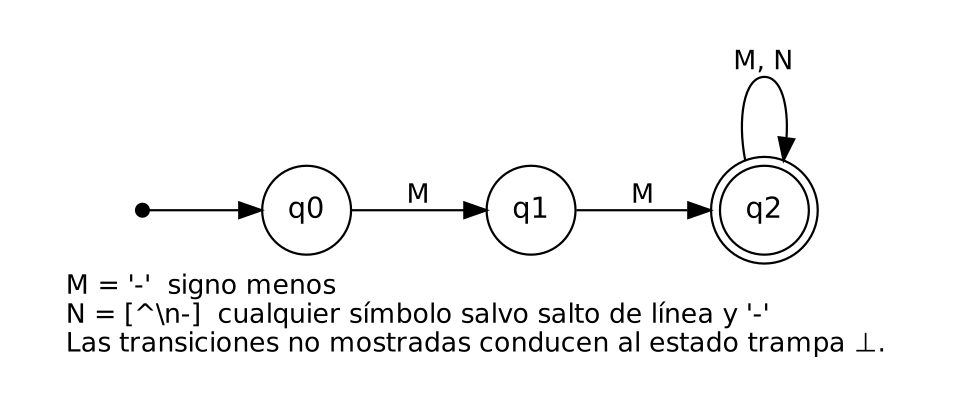 M, N
q0
M
q1
M
q2
M = '-' signo menos
N = [^\n-] cualquier símbolo salvo salto de línea y '-'
Las transiciones no mostradas conducen al estado trampa ⊥.